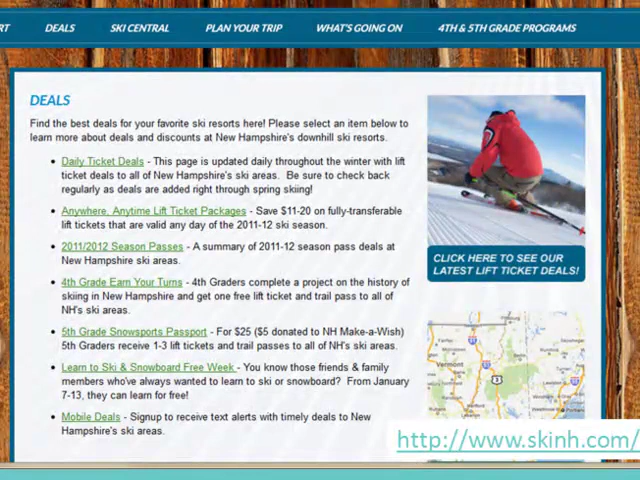 RT DEALS SKI CENTRAL PLAN YOUR TRIP WHAT'S GOING ON 4TH & 5TH GRADE PROGRAMS
DEALS
Find the best deals for your favorite ski resorts here! Please select an item below to
learn more about deals and discounts at New Hampshire's downhill ski resorts.
• Daily Ticket Deals - This page is updated daily throughout the winter with lift
ticket deals to all of New Hampshire's ski areas. Be sure to check back
regularly as deals are added right through spring skiing!
• Anywhere, Anytime Lift Ticket Packages - Save $11-20 on fully-transferable
lift tickets that are valid any day of the 2011-12 ski season.
• 2011/2012 Season Passes - A summary of 2011-12 season pass deals at
New Hampshire ski areas.
• 4th Grade Earn Your Turns - 4th Graders complete a project on the history of
skiing in New Hampshire and get one free lift ticket and trail pass to all of
NH's ski areas.
• 5th Grade Snowsports Passport - For $25 ($5 donated to NH Make-a-Wish)
5th Graders receive 1-3 lift tickets and trail passes to all of NH's ski areas.
• Learn to Ski & Snowboard Free Week - You know those friends & family
members who've always wanted to learn to ski or snowboard? From January
7-13, they can learn for free!
• Mobile Deals - Signup to receive text alerts with timely deals to New
Hampshire's ski areas.
CLICK HERE TO SEE OUR
LATEST LIFT TICKET DEALS!
Vermont
http://www.skinh.com/